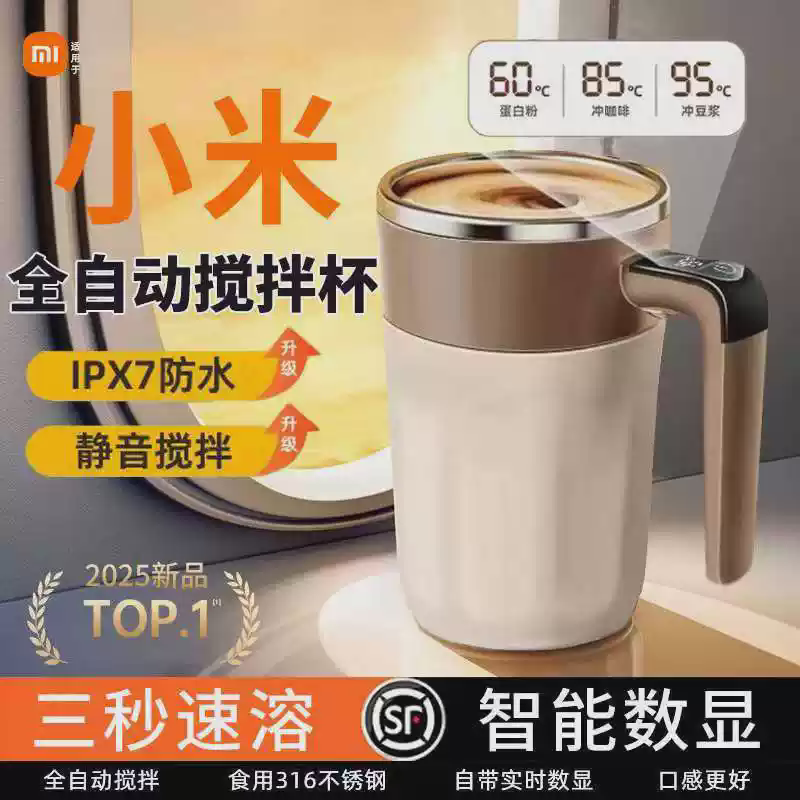 mi
适用于
60℃ 85℃ 95℃
蛋白粉 冲咖啡 冲豆浆
小米
全自动搅拌杯
IPX7防水
升级
静音搅拌
升级
2025新品
TOP.1[1]
三秒速溶
SF
智能数显
全自动搅拌 食用316不锈钢 自带实时数显 口感更好